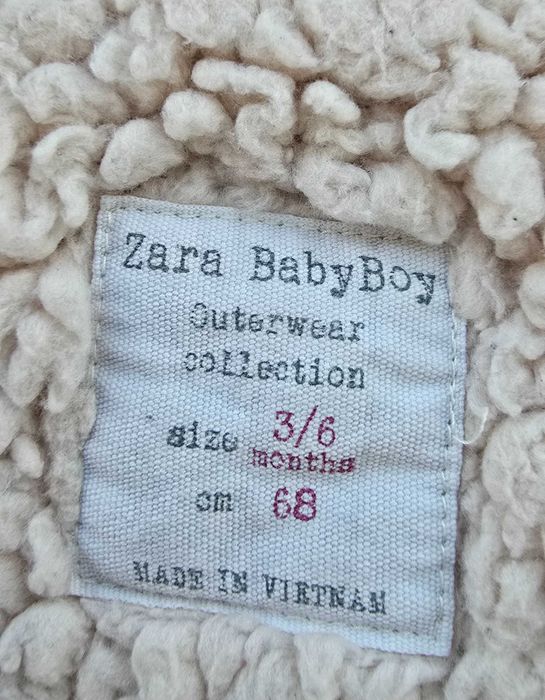 Zara BabyBoy
Outerwear
collection
size 3/6
months
cm 68
MADE IN VIETNAM